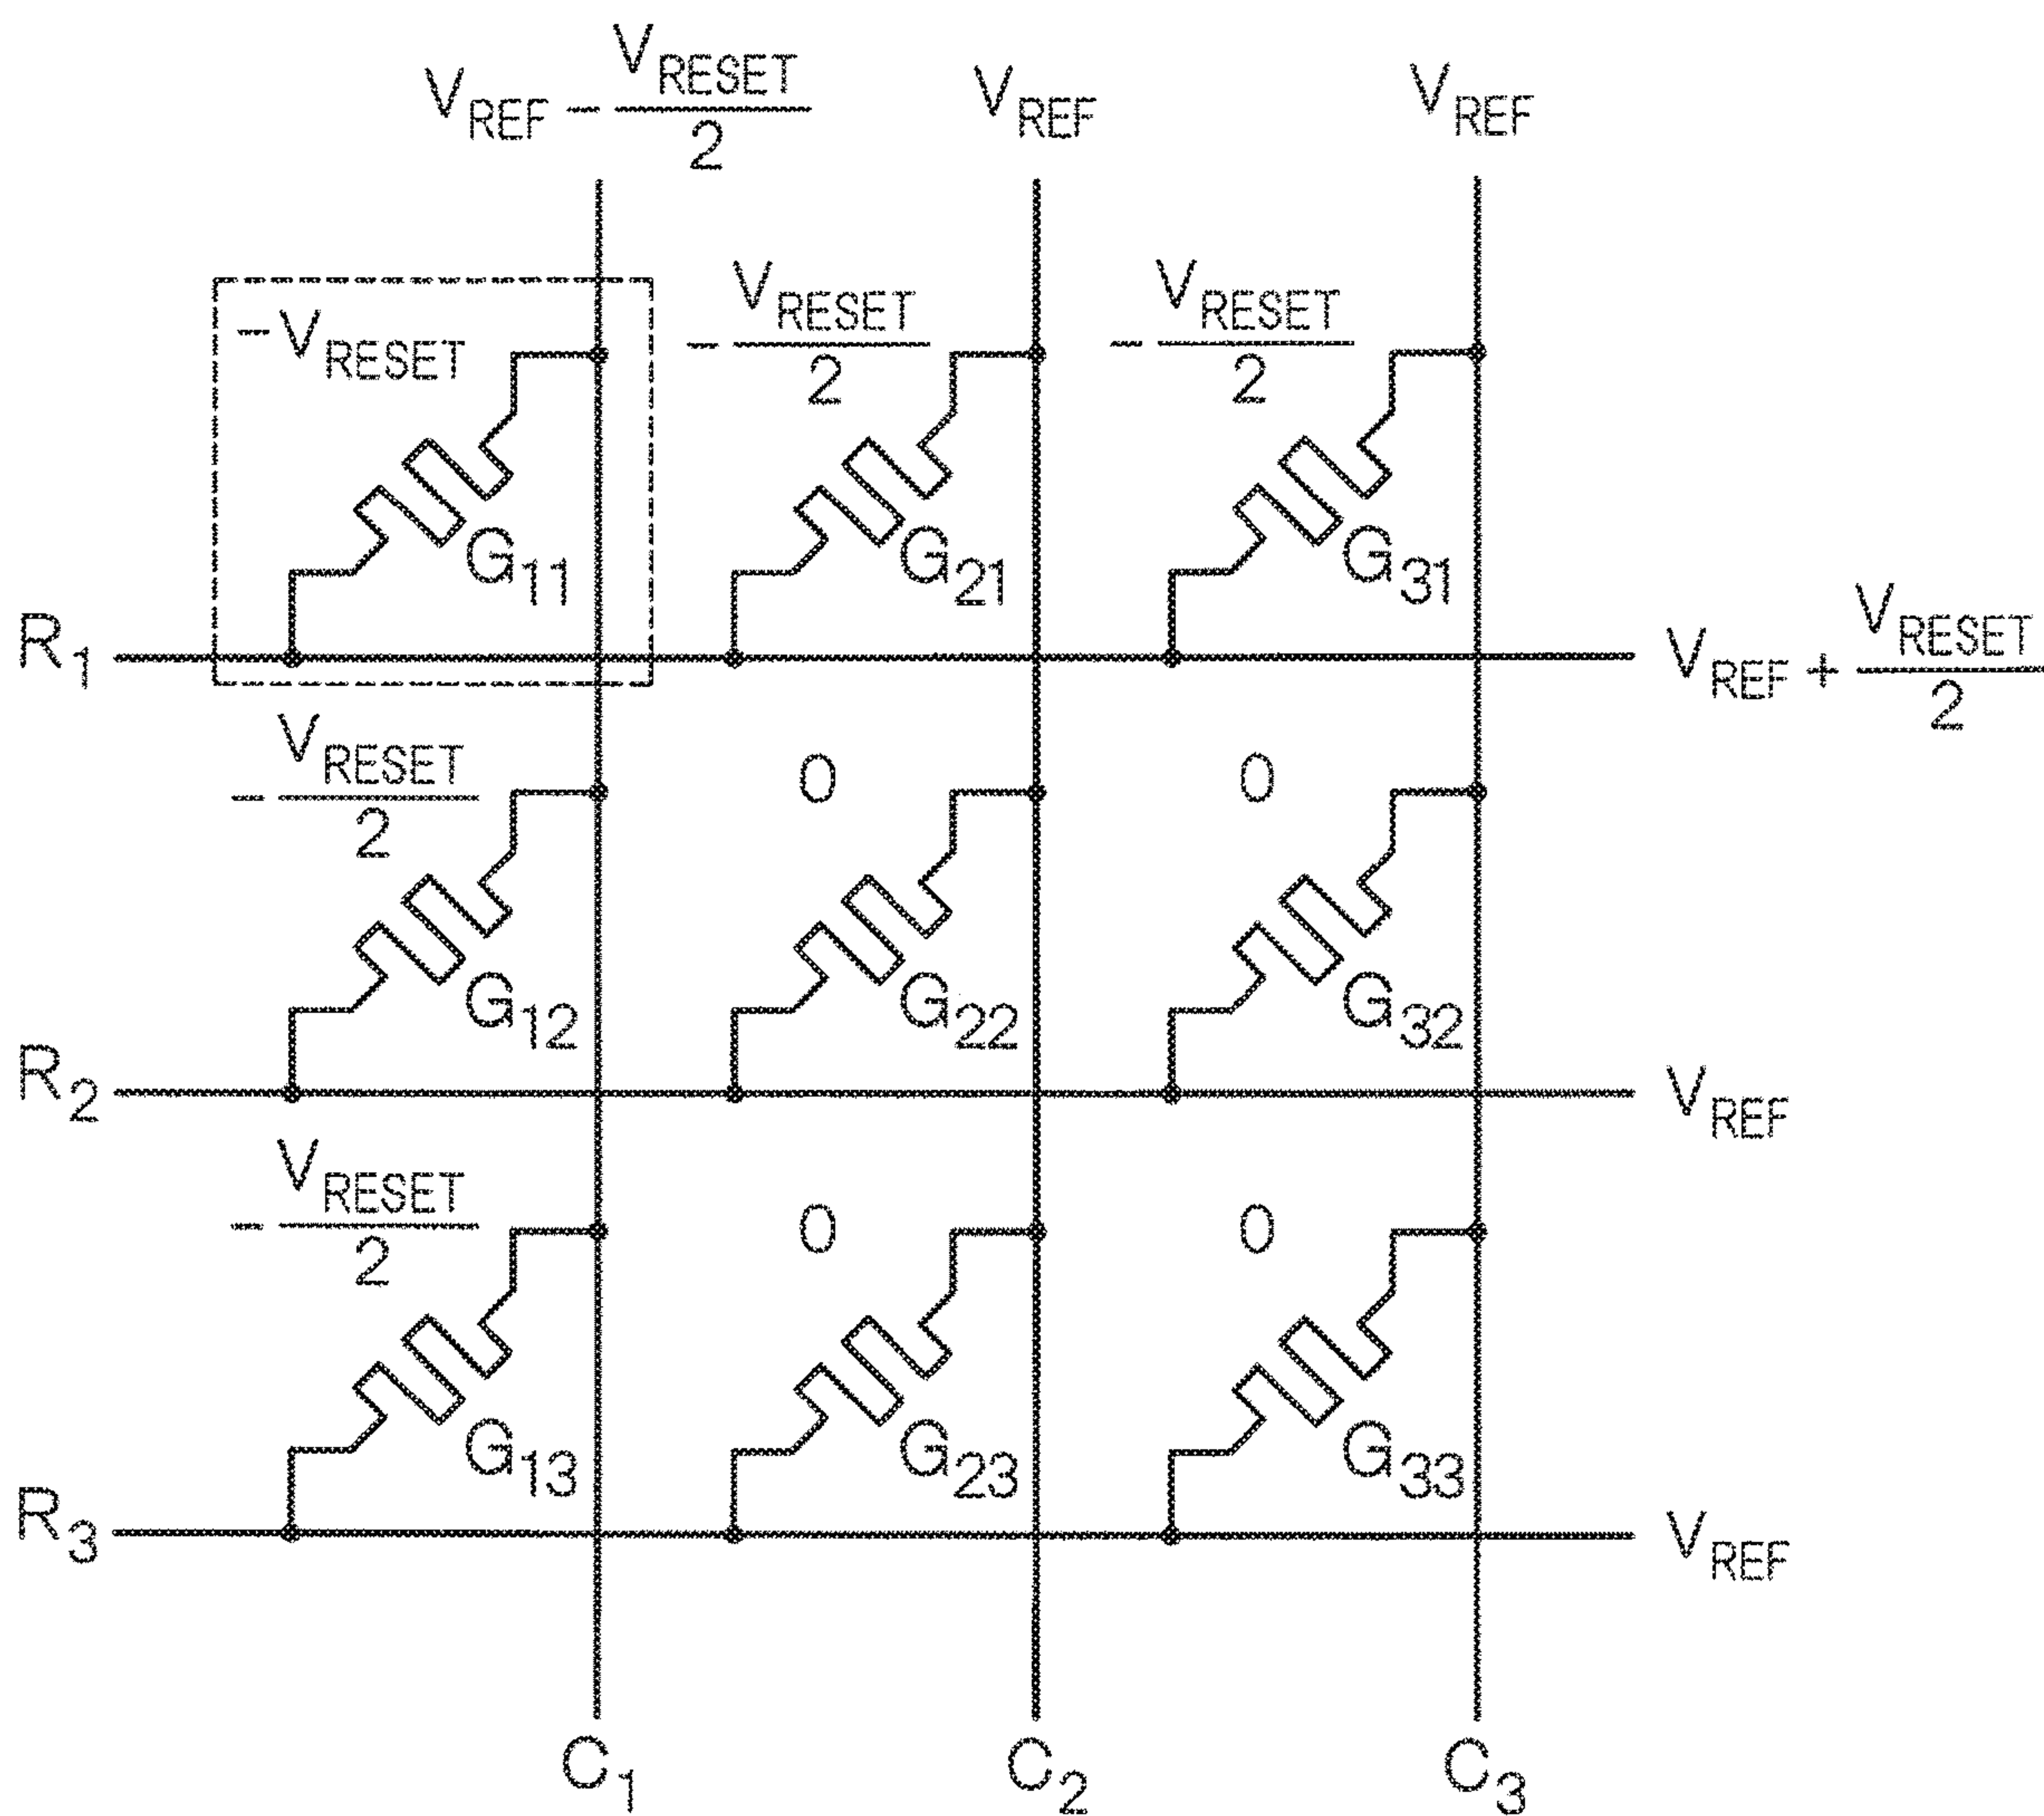 V_REF - V_RESET/2 V_REF V_REF
-V_RESET -V_RESET/2 -V_RESET/2
G_11 G_21 G_31
R_1 V_REF + V_RESET/2
-V_RESET/2 0 0
G_12 G_22 G_32
R_2 V_REF
-V_RESET/2 0 0
G_13 G_23 G_33
R_3 V_REF
C_1 C_2 C_3